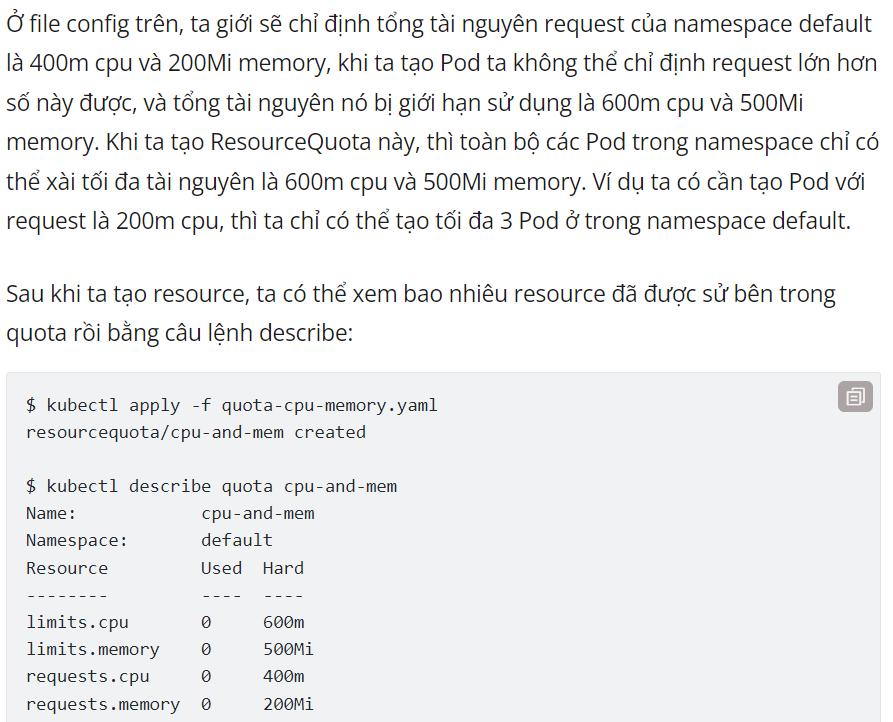 Ở file config trên, ta giới sẽ chỉ định tổng tài nguyên request của namespace default
là 400m cpu và 200Mi memory, khi ta tạo Pod ta không thể chỉ định request lớn hơn
số này được, và tổng tài nguyên nó bị giới hạn sử dụng là 600m cpu và 500Mi
memory. Khi ta tạo ResourceQuota này, thì toàn bộ các Pod trong namespace chỉ có
thể xài tối đa tài nguyên là 600m cpu và 500Mi memory. Ví dụ ta có cần tạo Pod với
request là 200m cpu, thì ta chỉ có thể tạo tối đa 3 Pod ở trong namespace default.
Sau khi ta tạo resource, ta có thể xem bao nhiêu resource đã được sử bên trong
quota rồi bằng câu lệnh describe:
$ kubectl apply -f quota-cpu-memory.yaml
resourcequota/cpu-and-mem created
$ kubectl describe quota cpu-and-mem
Name: cpu-and-mem
Namespace: default
Resource Used Hard
-------- ---- ----
limits.cpu 0 600m
limits.memory 0 500Mi
requests.cpu 0 400m
requests.memory 0 200Mi